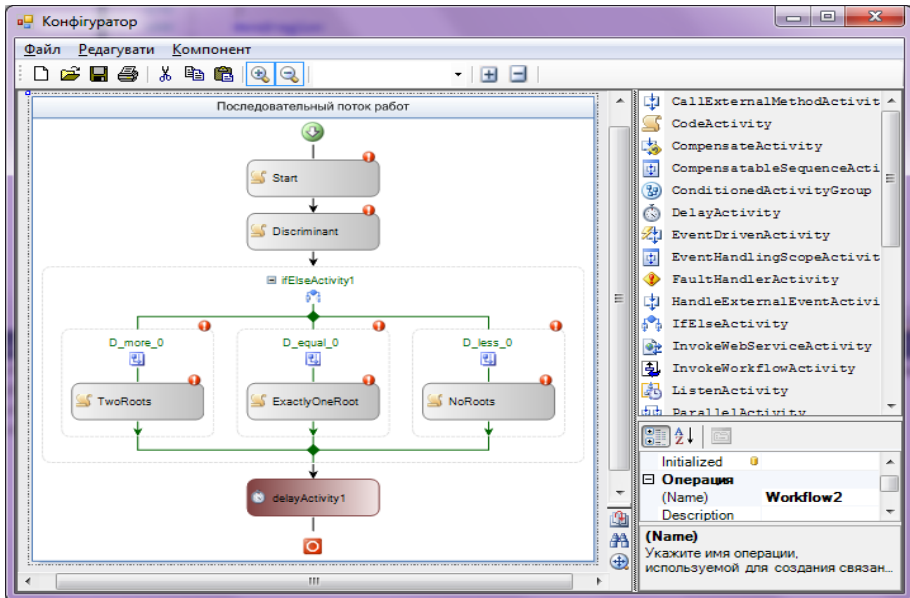 Конфігуратор
Файл Редагувати Компонент
Последовательный поток работ
Start
Discriminant
ifElseActivity1
D_more_0 D_equal_0 D_less_0
TwoRoots ExactlyOneRoot NoRoots
delayActivity1
CallExternalMethodActivit
CodeActivity
CompensateActivity
CompensatableSequenceActi
ConditionedActivityGroup
DelayActivity
EventDrivenActivity
EventHandlingScopeActivit
FaultHandlerActivity
HandleExternalEventActivi
IfElseActivity
InvokeWebServiceActivity
InvokeWorkflowActivity
ListenActivity
ParallelActivity
Initialized
Операция
(Name) Workflow2
Description
(Name)
Укажите имя операции,
используемой для создания связан...